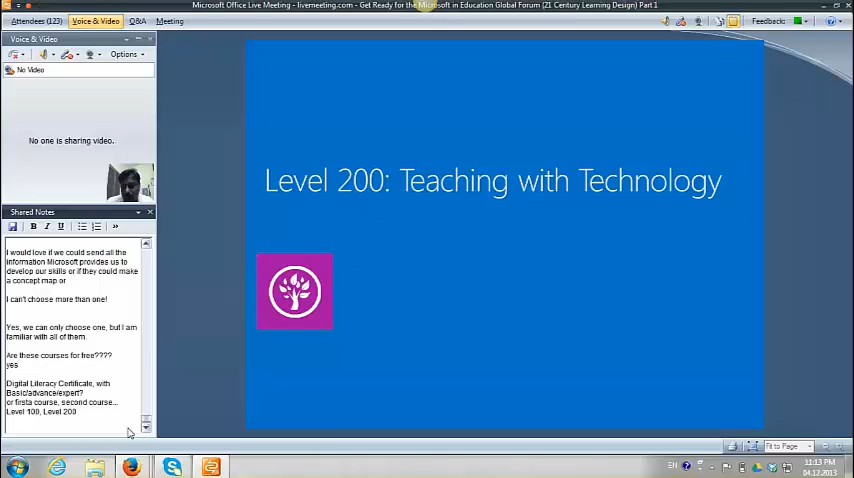 Microsoft Office Live Meeting - livemeeting.com - Get Ready for the Microsoft in Education Global Forum (21 Century Learning Design) Part 1
Attendees (123) Voice & Video Q&A Meeting
Feedback:
Voice & Video
Options
No Video
No one is sharing video.
Shared Notes
B I U
I would love if we could send all the
information Microsoft provides us to
develop our skills or if they could make
a concept map or
I can't choose more than one!
Yes, we can only choose one, but I am
familiar with all of them.
Are these courses for free????
yes
Digital Literacy Certificate, with
Basic/advance/expert?
or firsta course, second course...
Level 100, Level 200
Level 200: Teaching with Technology
Fit to Page
EN
11:13 PM
04.12.2013